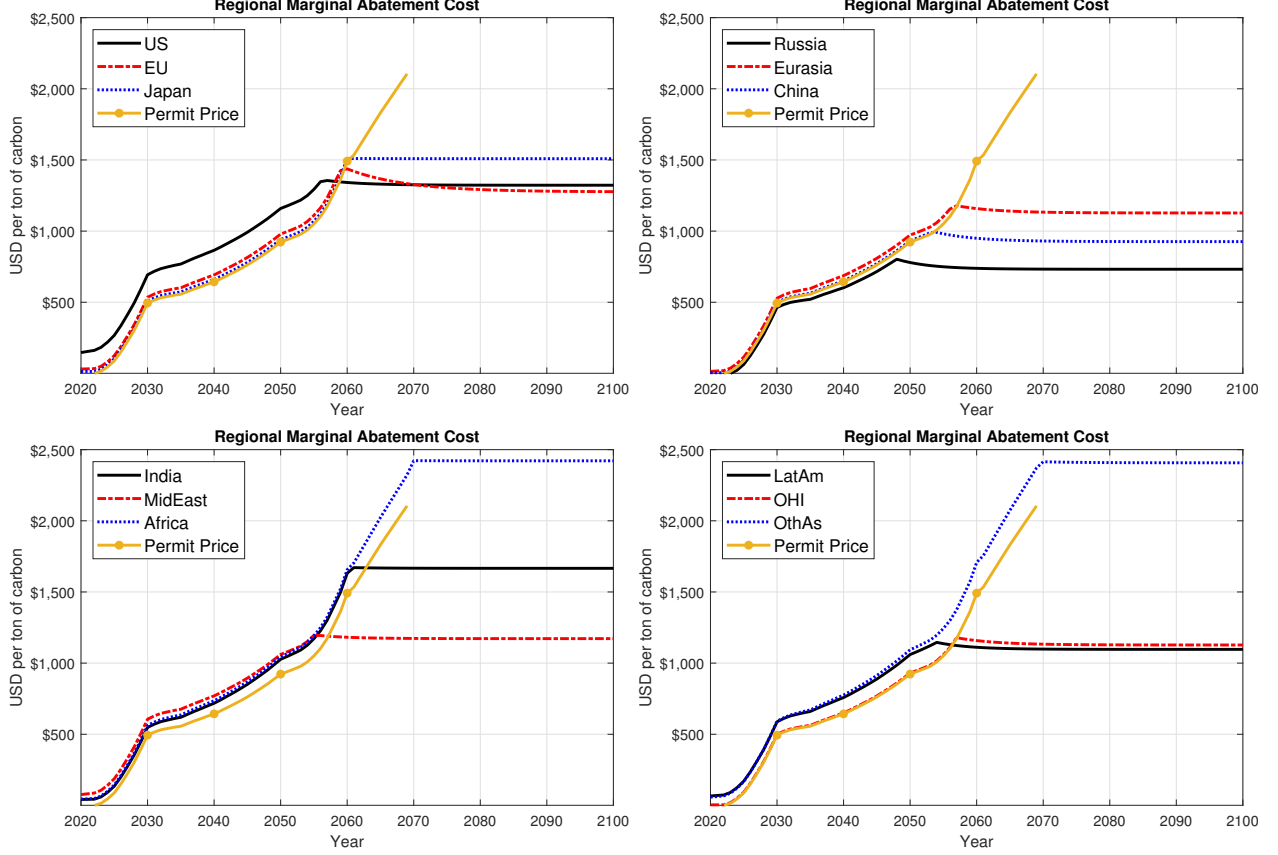 Regional Marginal Abatement Cost
$2,500
$2,000
$1,500
$1,000
$500
USD per ton of carbon
US
EU
Japan
Permit Price
2020 2030 2040 2050 2060 2070 2080 2090 2100
Year
Regional Marginal Abatement Cost
$2,500
$2,000
$1,500
$1,000
$500
USD per ton of carbon
Russia
Eurasia
China
Permit Price
2020 2030 2040 2050 2060 2070 2080 2090 2100
Year
Regional Marginal Abatement Cost
$2,500
$2,000
$1,500
$1,000
$500
USD per ton of carbon
India
MidEast
Africa
Permit Price
2020 2030 2040 2050 2060 2070 2080 2090 2100
Year
Regional Marginal Abatement Cost
$2,500
$2,000
$1,500
$1,000
$500
USD per ton of carbon
LatAm
OHI
OthAs
Permit Price
2020 2030 2040 2050 2060 2070 2080 2090 2100
Year